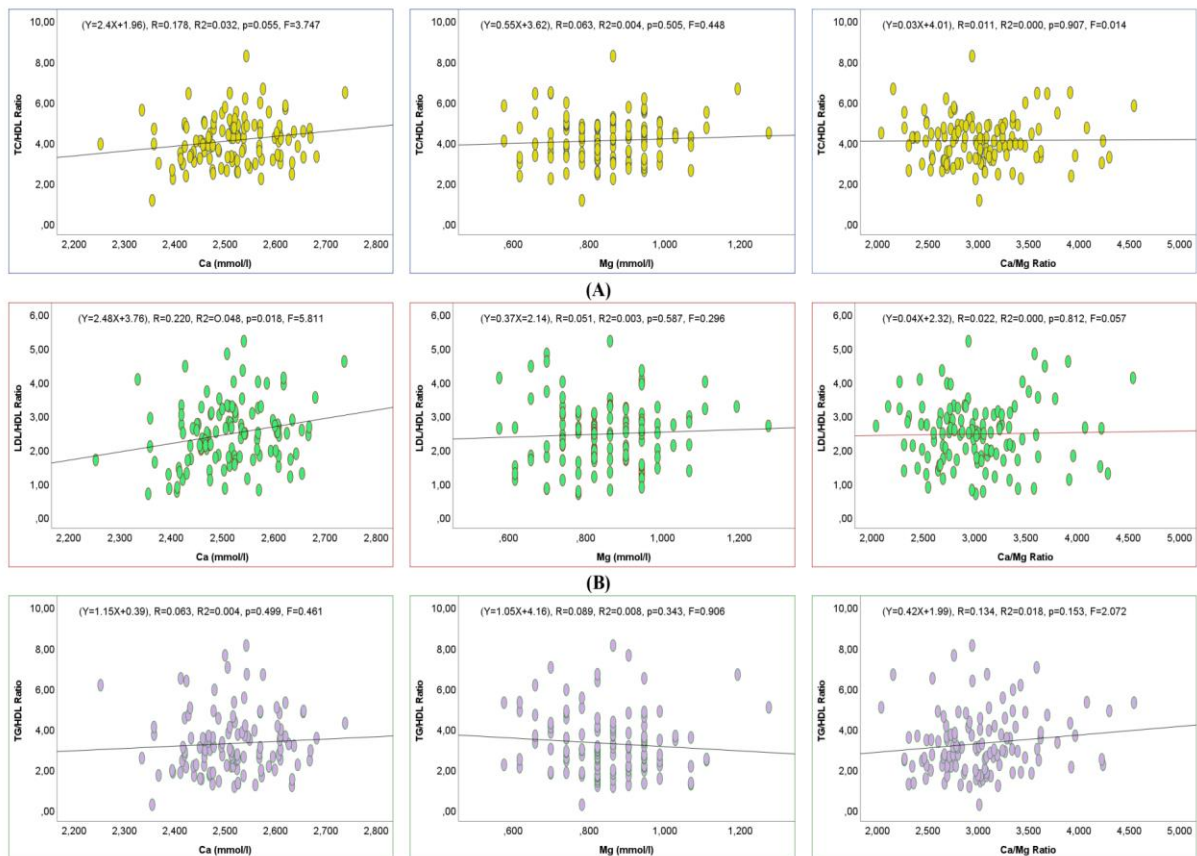 (Y=2.4X+1.96), R=0.178, R2=0.032, p=0.055, F=3.747
10,00
8,00
6,00
4,00
2,00
,00
TC/HDL Ratio
2,200 2,300 2,400 2,500 2,600 2,700 2,800
Ca (mmol/l)
(Y=0.55X+3.62), R=0.063, R2=0.004, p=0.505, F=0.448
10,00
8,00
6,00
4,00
2,00
,00
TC/HDL Ratio
,600 ,800 1,000 1,200
Mg (mmol/l)
(Y=0.03X+4.01), R=0.011, R2=0.000, p=0.907, F=0.014
10,00
8,00
6,00
4,00
2,00
,00
TC/HDL Ratio
2,000 2,500 3,000 3,500 4,000 4,500 5,000
Ca/Mg Ratio
(A)
(Y=2.48X+3.76), R=0.220, R2=O.048, p=0.018, F=5.811
6,00
5,00
4,00
3,00
2,00
1,00
,00
LDL/HDL Ratio
2,200 2,300 2,400 2,500 2,600 2,700 2,800
Ca (mmol/l)
(Y=0.37X=2.14), R=0.051, R2=0.003, p=0.587, F=0.296
6,00
5,00
4,00
3,00
2,00
1,00
,00
LDL/HDL Ratio
,600 ,800 1,000 1,200
Mg (mmol/l)
(Y=0.04X+2.32), R=0.022, R2=0.000, p=0.812, F=0.057
6,00
5,00
4,00
3,00
2,00
1,00
,00
LDL/HDL Ratio
2,000 2,500 3,000 3,500 4,000 4,500 5,000
Ca/Mg Ratio
(B)
(Y=1.15X+0.39), R=0.063, R2=0.004, p=0.499, F=0.461
10,00
8,00
6,00
4,00
2,00
,00
TG/HDL Ratio
2,200 2,300 2,400 2,500 2,600 2,700 2,800
Ca (mmol/l)
(Y=1.05X+4.16), R=0.089, R2=0.008, p=0.343, F=0.906
10,00
8,00
6,00
4,00
2,00
,00
TG/HDL Ratio
,600 ,800 1,000 1,200
Mg (mmol/l)
(Y=0.42X+1.99), R=0.134, R2=0.018, p=0.153, F=2.072
10,00
8,00
6,00
4,00
2,00
,00
TG/HDL Ratio
2,000 2,500 3,000 3,500 4,000 4,500 5,000
Ca/Mg Ratio